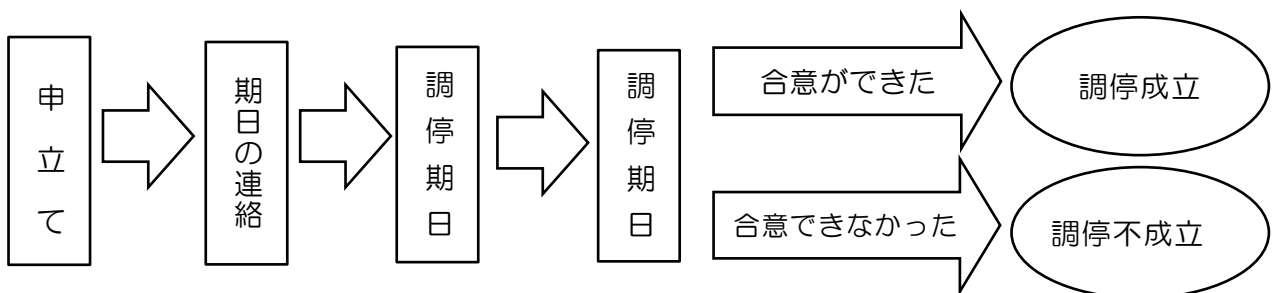 申立て
期日の連絡
調停期日
調停期日
合意ができた
調停成立
合意できなかった
調停不成立